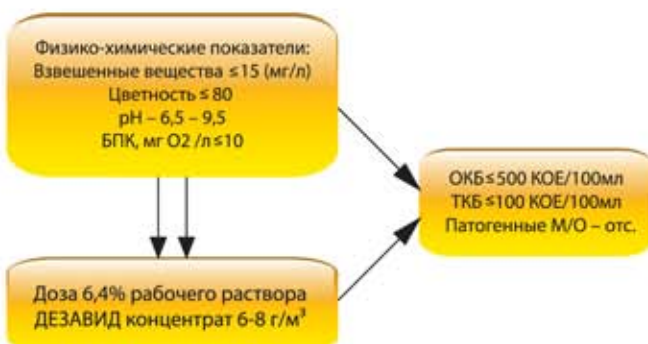 Физико-химические показатели:
Взвешенные вещества ≤15 (мг/л)
Цветность ≤ 80
pH – 6,5 – 9,5
БПК, мг О2 /л ≤10
ОКБ ≤ 500 КОЕ/100мл
ТКБ ≤100 КОЕ/100мл
Патогенные М/О – отс.
Доза 6,4% рабочего раствора
ДЕЗАВИД концентрат 6-8 г/м³